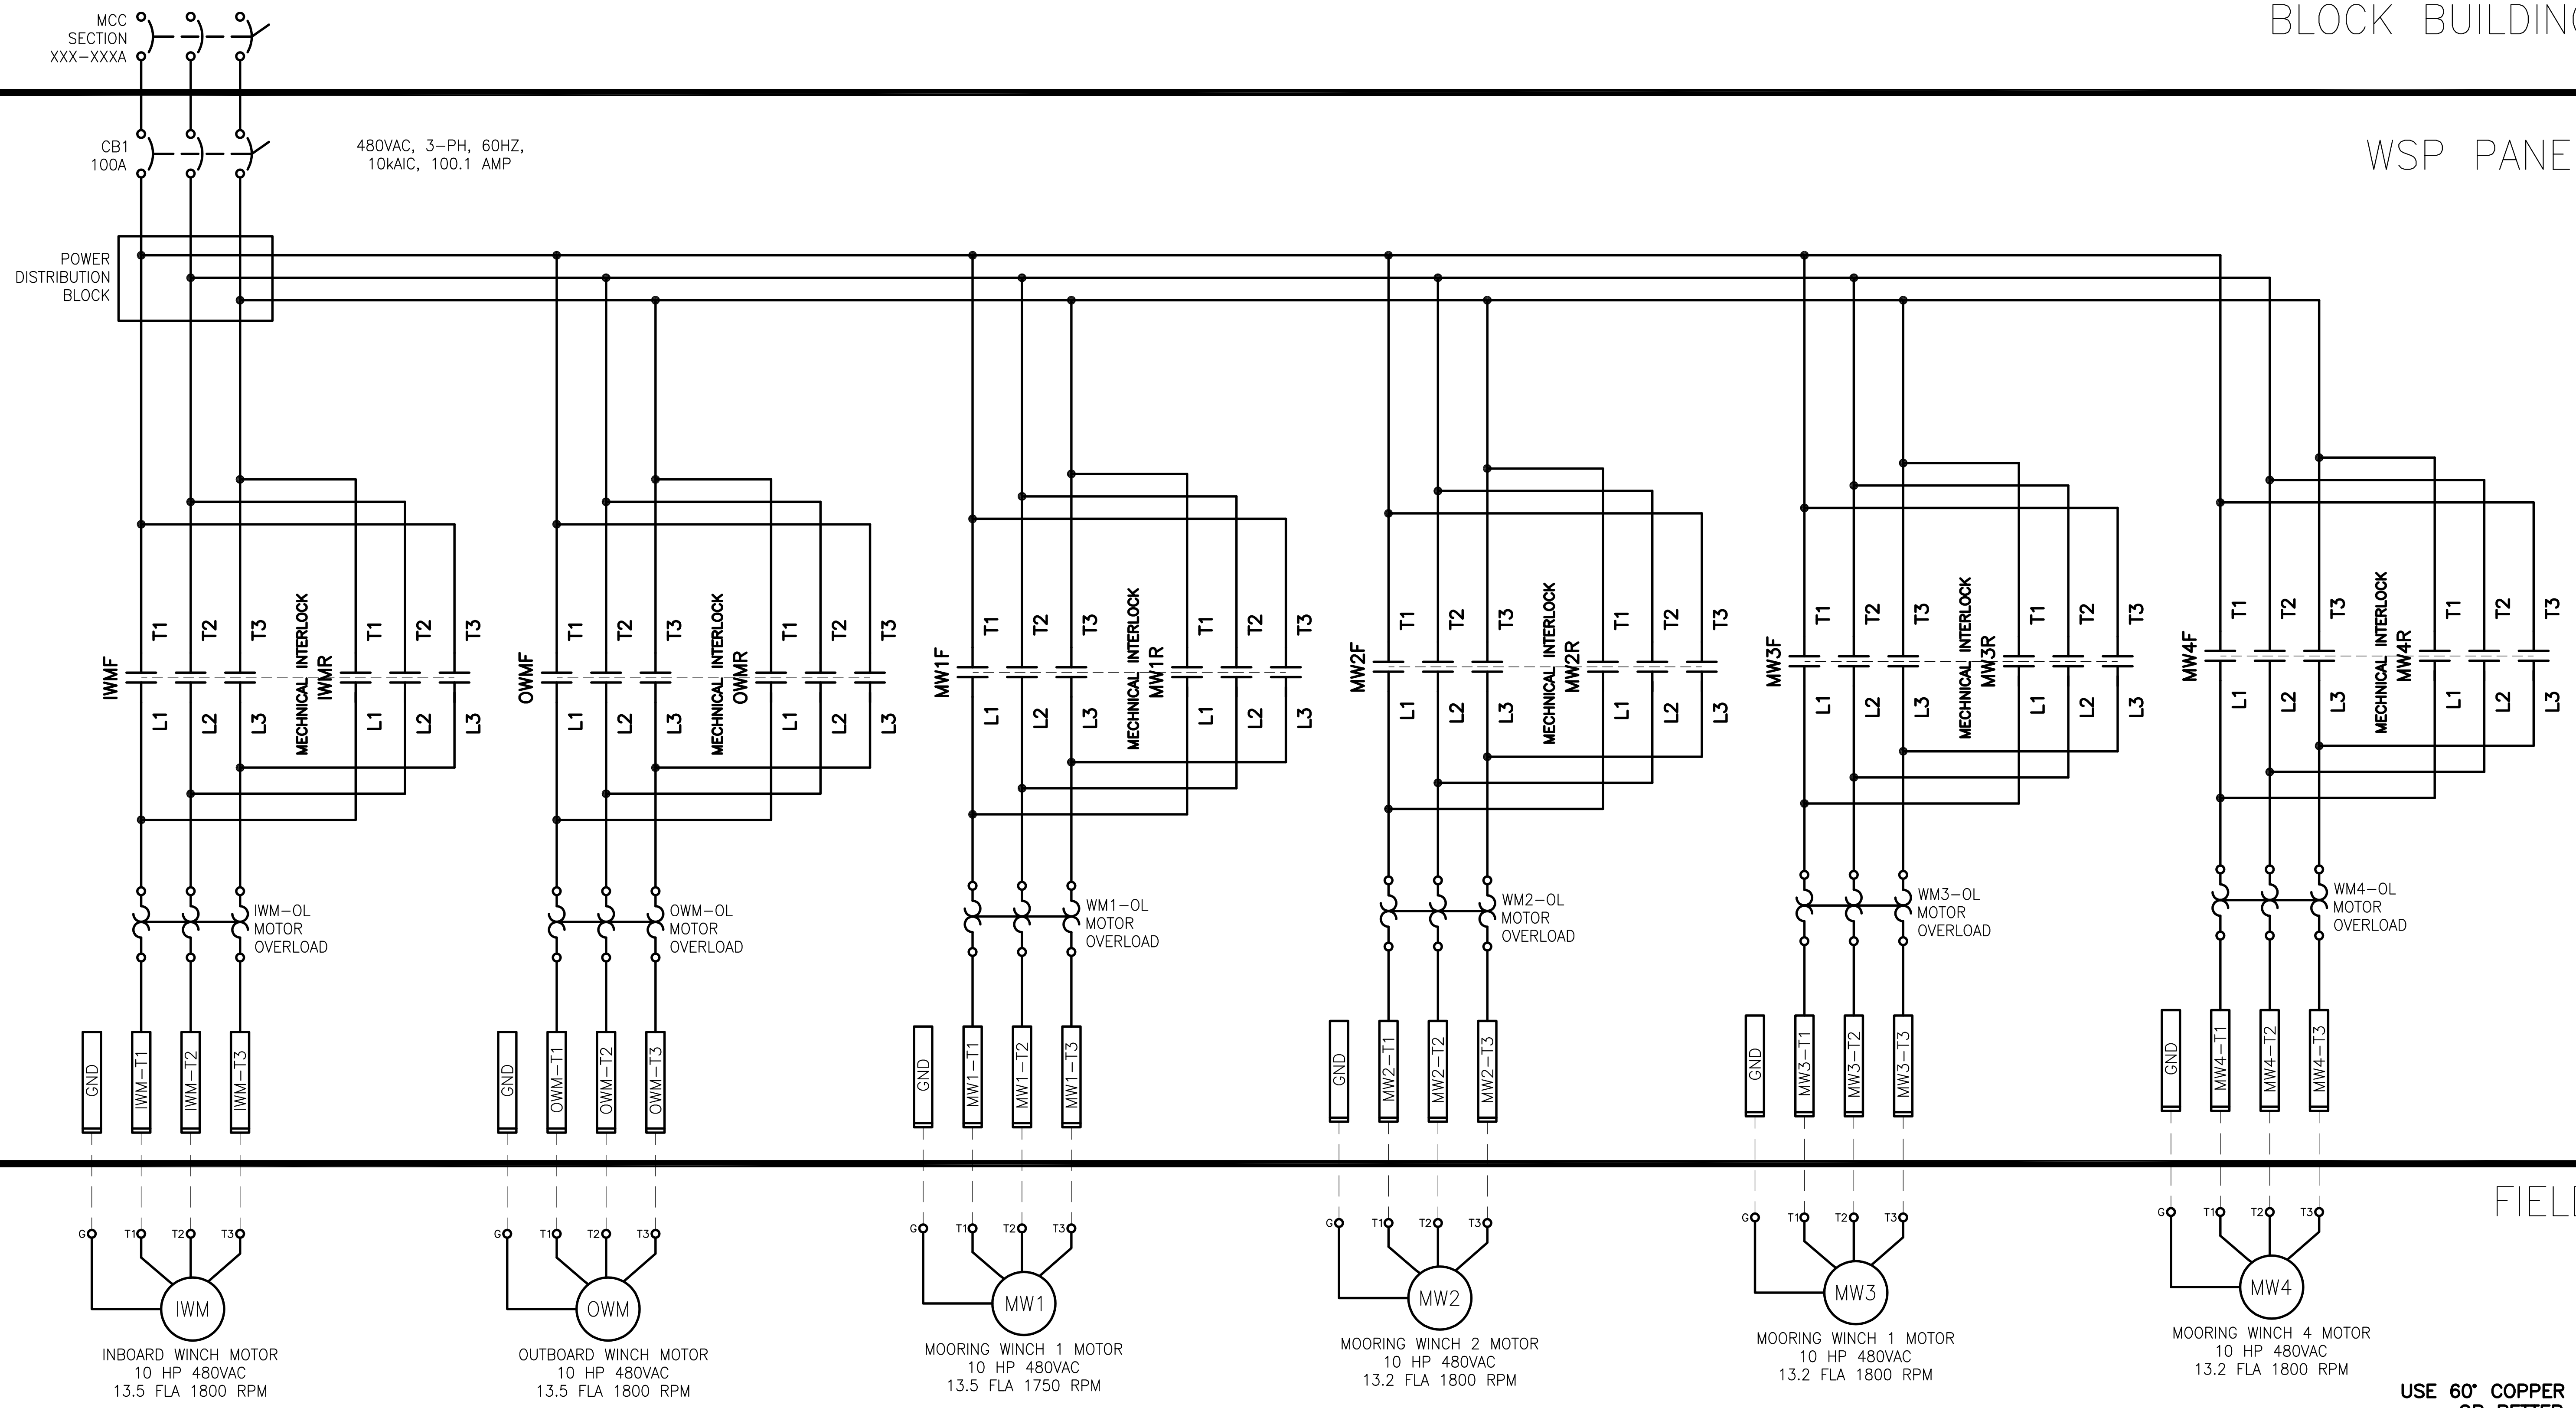 BLOCK BUILDING
MCC
SECTION
XXX-XXXA
CB1
100A
480VAC, 3-PH, 60HZ,
10kAIC, 100.1 AMP
WSP PANE
POWER
DISTRIBUTION
BLOCK
IWMF
T1
T2
T3
L1
L2
L3
MECHNICAL INTERLOCK
IWMR
T1
T2
T3
L1
L2
L3
OWMF
T1
T2
T3
L1
L2
L3
MECHNICAL INTERLOCK
OWMR
T1
T2
T3
L1
L2
L3
MW1F
T1
T2
T3
L1
L2
L3
MECHNICAL INTERLOCK
MW1R
T1
T2
T3
L1
L2
L3
MW2F
T1
T2
T3
L1
L2
L3
MECHNICAL INTERLOCK
MW2R
T1
T2
T3
L1
L2
L3
MW3F
T1
T2
T3
L1
L2
L3
MECHNICAL INTERLOCK
MW3R
T1
T2
T3
L1
L2
L3
MW4F
T1
T2
T3
L1
L2
L3
MECHNICAL INTERLOCK
MW4R
T1
T2
T3
L1
L2
L3
IWM-OL
MOTOR
OVERLOAD
OWM-OL
MOTOR
OVERLOAD
WM1-OL
MOTOR
OVERLOAD
WM2-OL
MOTOR
OVERLOAD
WM3-OL
MOTOR
OVERLOAD
WM4-OL
MOTOR
OVERLOAD
GND
IWM-T1
IWM-T2
IWM-T3
GND
OWM-T1
OWM-T2
OWM-T3
GND
MW1-T1
MW1-T2
MW1-T3
GND
MW2-T1
MW2-T2
MW2-T3
GND
MW3-T1
MW3-T2
MW3-T3
GND
MW4-T1
MW4-T2
MW4-T3
FIELD
G T1 T2 T3
G T1 T2 T3
G T1 T2 T3
G T1 T2 T3
G T1 T2 T3
G T1 T2 T3
IWM
OWM
MW1
MW2
MW3
MW4
INBOARD WINCH MOTOR
10 HP 480VAC
13.5 FLA 1800 RPM
OUTBOARD WINCH MOTOR
10 HP 480VAC
13.5 FLA 1800 RPM
MOORING WINCH 1 MOTOR
10 HP 480VAC
13.5 FLA 1750 RPM
MOORING WINCH 2 MOTOR
10 HP 480VAC
13.2 FLA 1800 RPM
MOORING WINCH 1 MOTOR
10 HP 480VAC
13.2 FLA 1800 RPM
MOORING WINCH 4 MOTOR
10 HP 480VAC
13.2 FLA 1800 RPM
USE 60° COPPER
OR BETTER